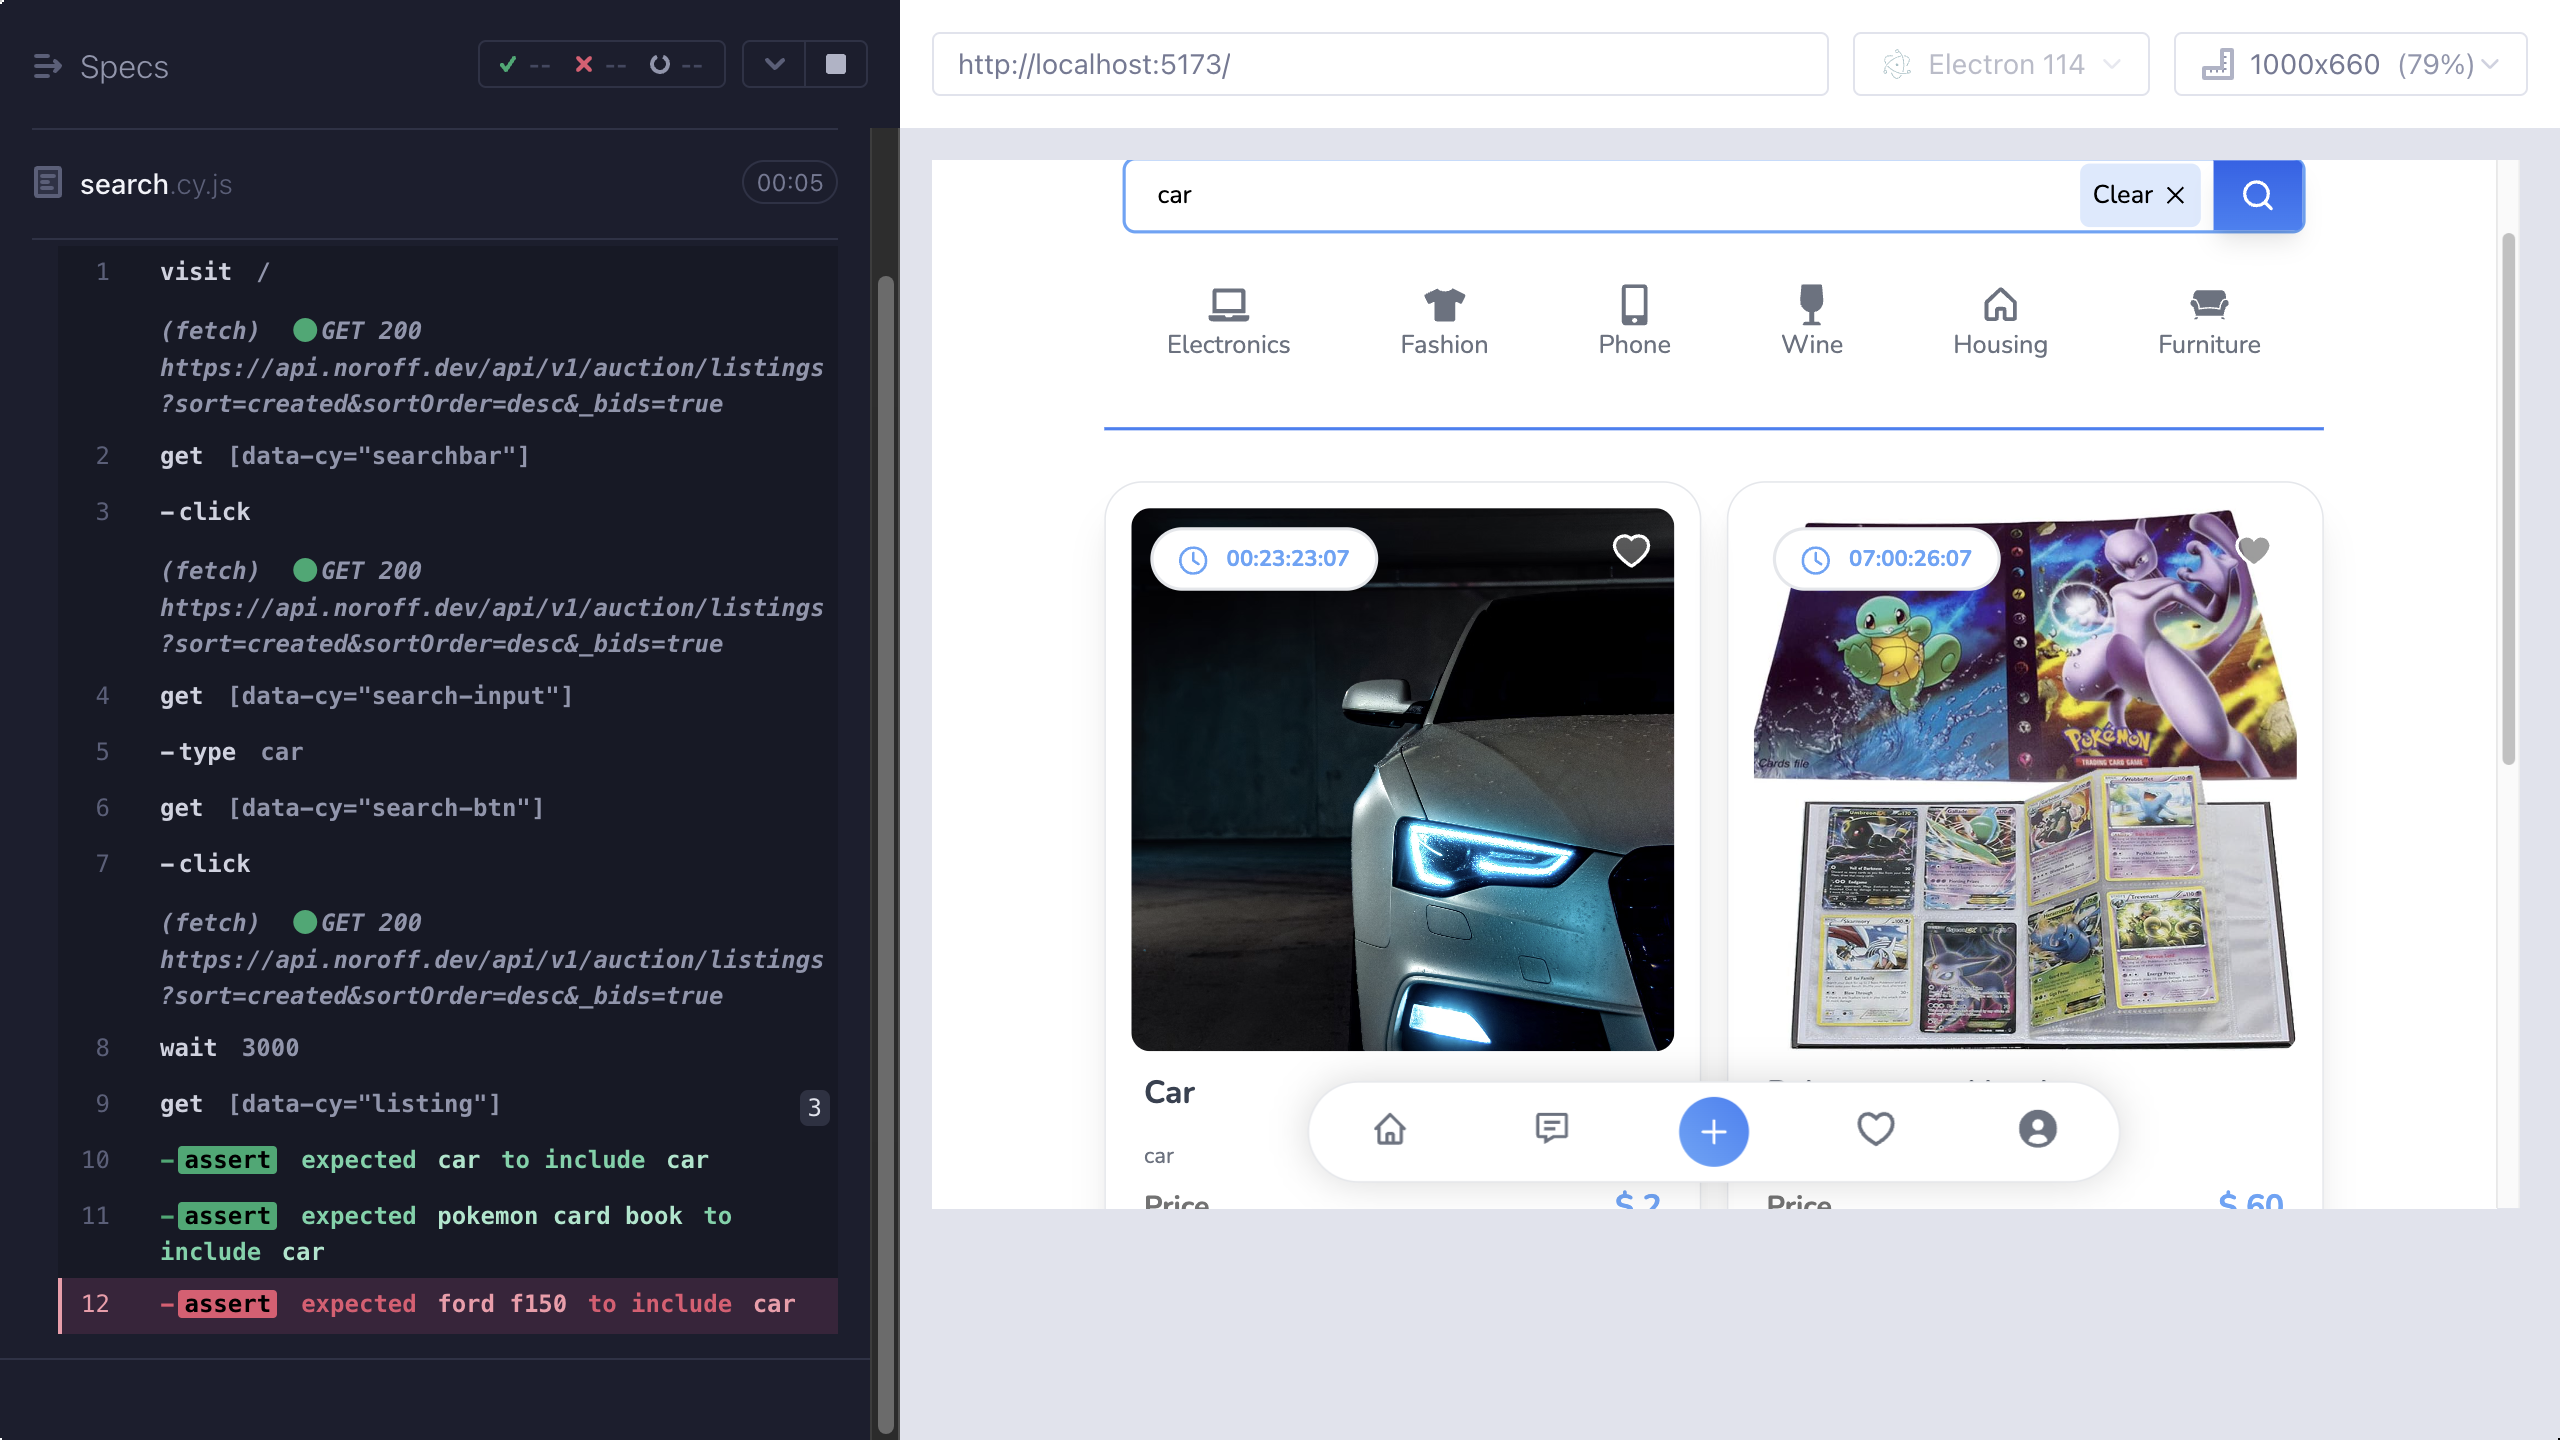 Specs
-- -- --
search.cy.js
00:05
1 visit /
(fetch) GET 200
https://api.noroff.dev/api/v1/auction/listings
?sort=created&sortOrder=desc&_bids=true
2 get [data-cy="searchbar"]
3 -click
(fetch) GET 200
https://api.noroff.dev/api/v1/auction/listings
?sort=created&sortOrder=desc&_bids=true
4 get [data-cy="search-input"]
5 -type car
6 get [data-cy="search-btn"]
7 -click
(fetch) GET 200
https://api.noroff.dev/api/v1/auction/listings
?sort=created&sortOrder=desc&_bids=true
8 wait 3000
9 get [data-cy="listing"] 3
10 -assert expected car to include car
11 -assert expected pokemon card book to
include car
12 -assert expected ford f150 to include car
http://localhost:5173/
Electron 114
1000x660 (79%)
car
Clear
Electronics Fashion Phone Wine Housing Furniture
00:23:23:07
07:00:26:07
Cards file
POKéMON
TRADING CARD GAME
Car
car
Price $ 2
Price $ 60